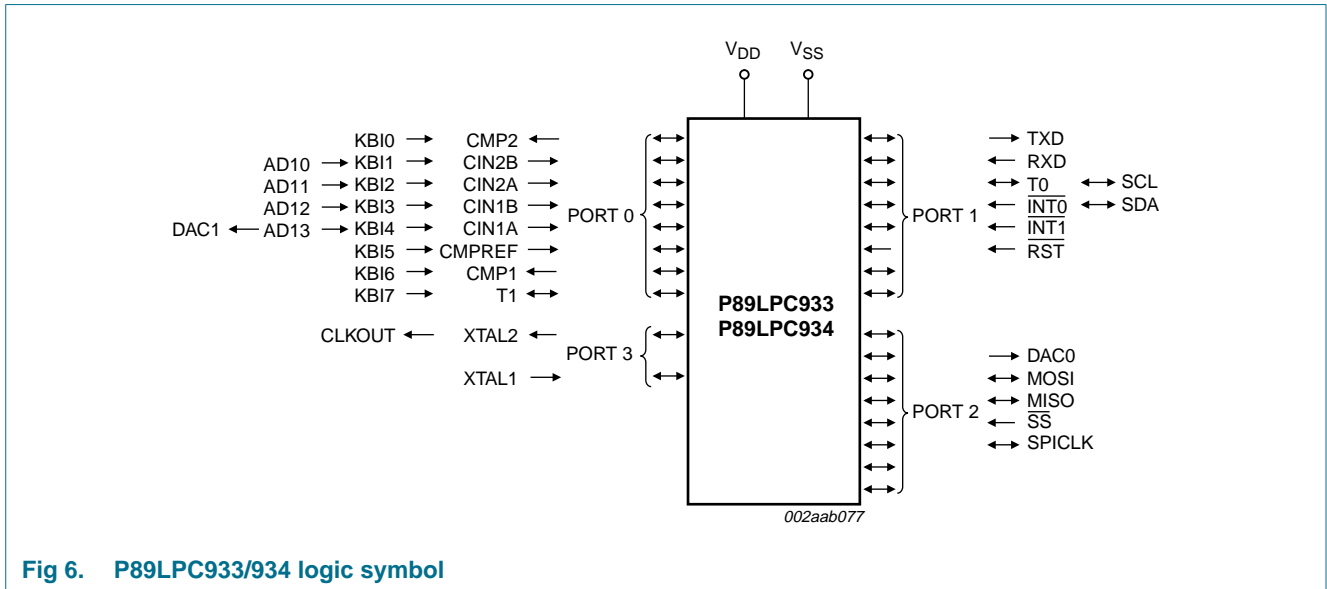 VDD VSS
KBI0 CMP2 TXD
AD10 KBI1 CIN2B RXD
AD11 KBI2 CIN2A T0 SCL
AD12 KBI3 CIN1B PORT 0 PORT 1 INT0 SDA
DAC1 AD13 KBI4 CIN1A INT1
KBI5 CMPREF RST
KBI6 CMP1
KBI7 T1
P89LPC933
P89LPC934
CLKOUT XTAL2
PORT 3
XTAL1
DAC0
MOSI
MISO
PORT 2
SS
SPICLK
002aab077
Fig 6. P89LPC933/934 logic symbol